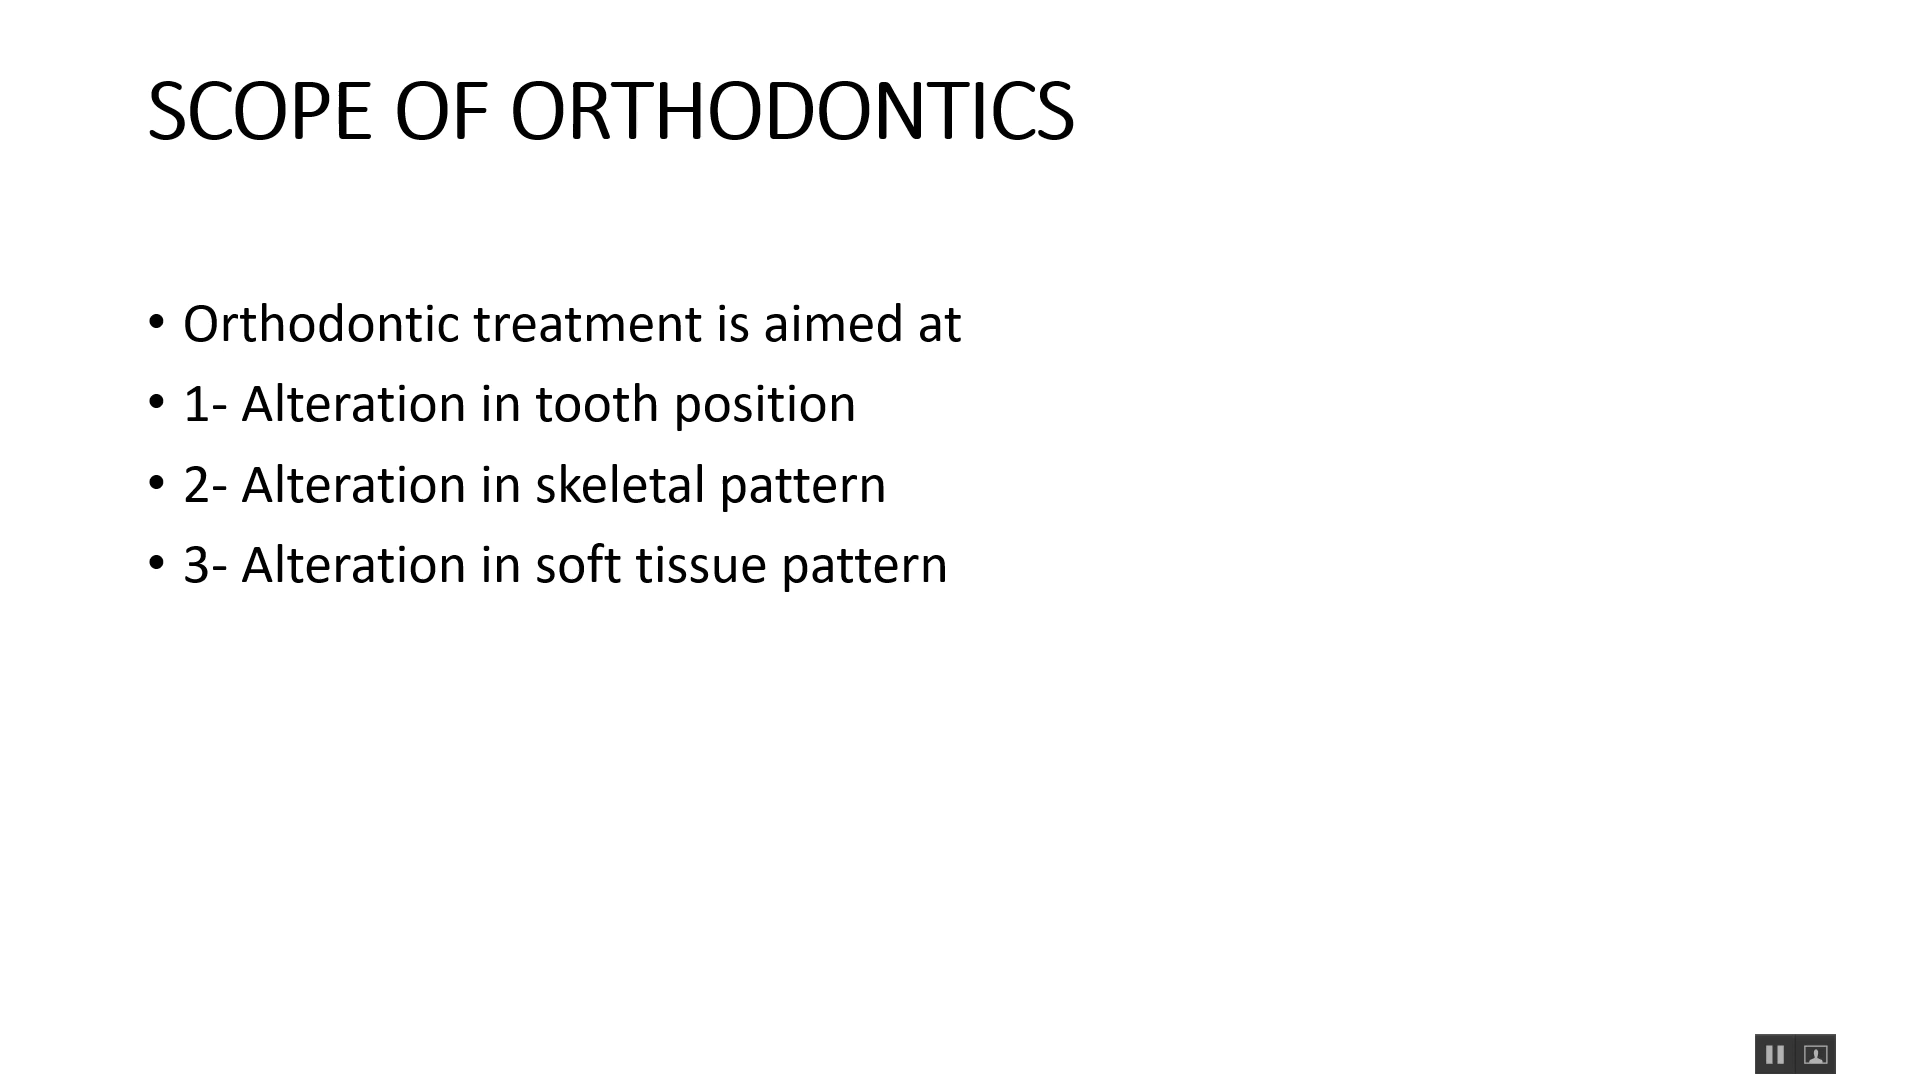 SCOPE OF ORTHODONTICS
• Orthodontic treatment is aimed at
• 1- Alteration in tooth position
• 2- Alteration in skeletal pattern
• 3- Alteration in soft tissue pattern